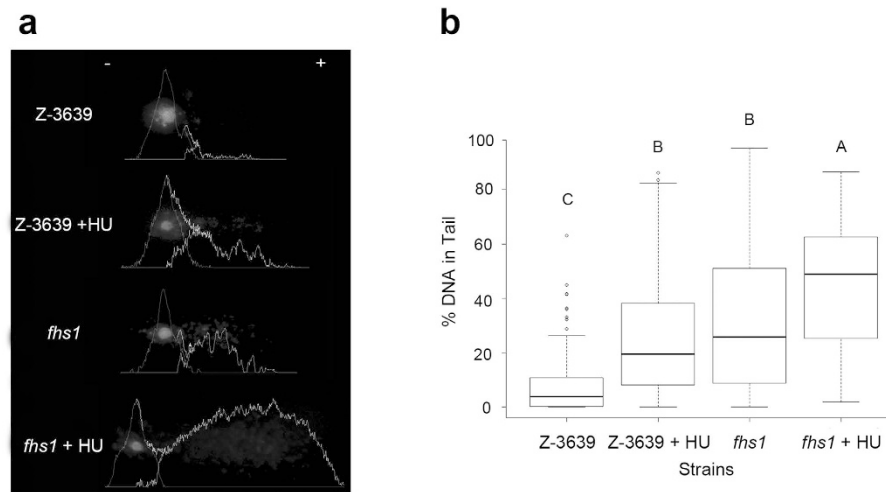 a
- +
Z-3639
Z-3639 +HU
fhs1
fhs1 + HU
b
% DNA in Tail
100
80
60
40
20
0
C
B
B
A
Z-3639
Z-3639 + HU
fhs1
fhs1 + HU
Strains